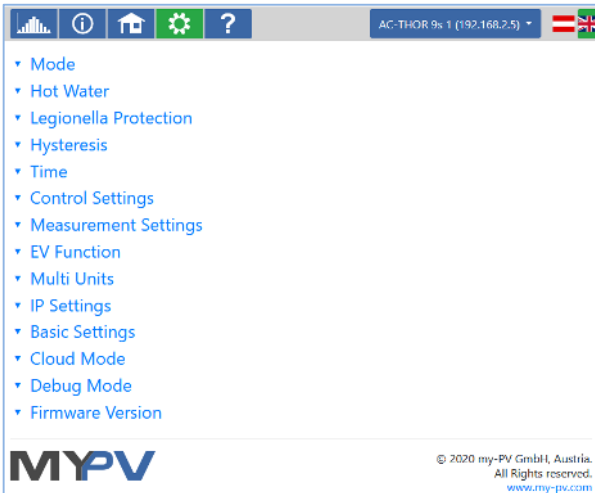 ?
AC-THOR 9s 1 (192.168.2.5)
Mode
Hot Water
Legionella Protection
Hysteresis
Time
Control Settings
Measurement Settings
EV Function
Multi Units
IP Settings
Basic Settings
Cloud Mode
Debug Mode
Firmware Version
MYPV
© 2020 my-PV GmbH, Austria.
All Rights reserved.
www.my-pv.com